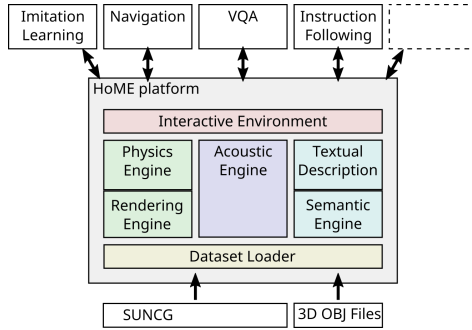 Imitation
Learning
Navigation
VQA
Instruction
Following
HoME platform
Interactive Environment
Physics
Engine
Acoustic
Engine
Textual
Description
Rendering
Engine
Semantic
Engine
Dataset Loader
SUNCG
3D OBJ Files